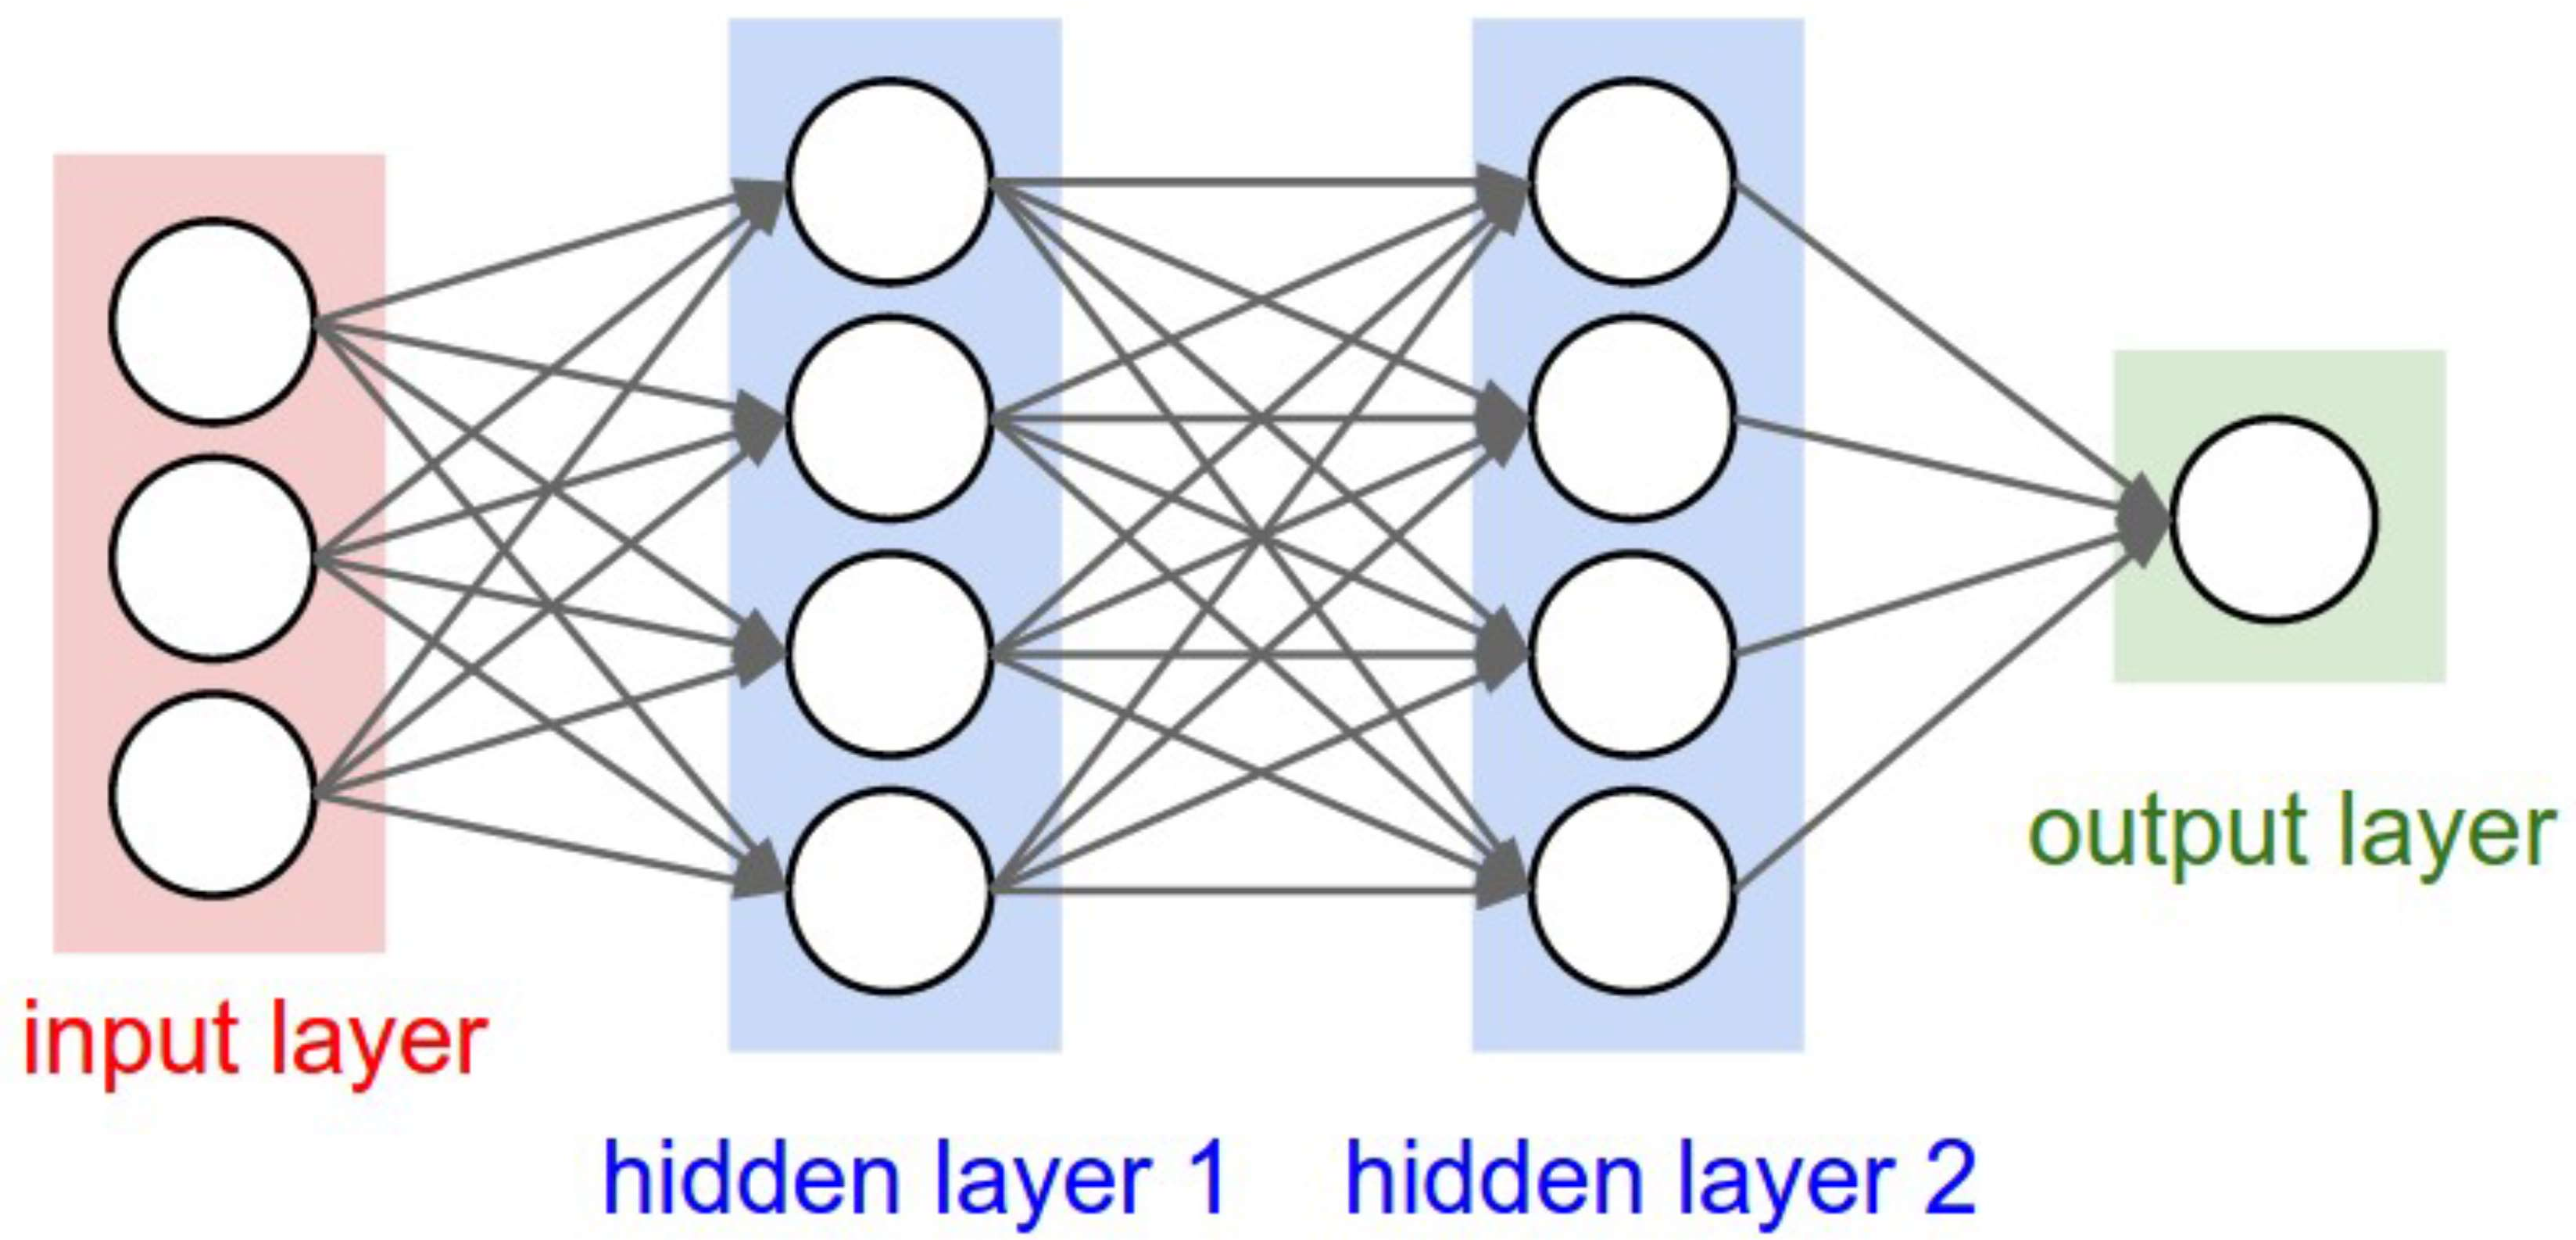 input layer
hidden layer 1
hidden layer 2
output layer